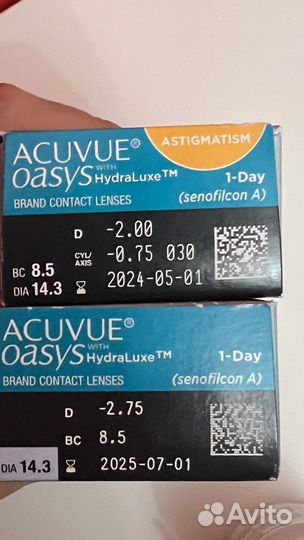 ACUVUE®
ASTIGMATISM
oasys WITH HydraLuxe™
1-Day
BRAND CONTACT LENSES
(senofilcon A)
D -2.00
CYL/AXIS -0.75 030
BC 8.5
DIA 14.3 2024-05-01
ACUVUE®
oasys WITH HydraLuxe™
1-Day
BRAND CONTACT LENSES
(senofilcon A)
D -2.75
BC 8.5
DIA 14.3 2025-07-01
Avito